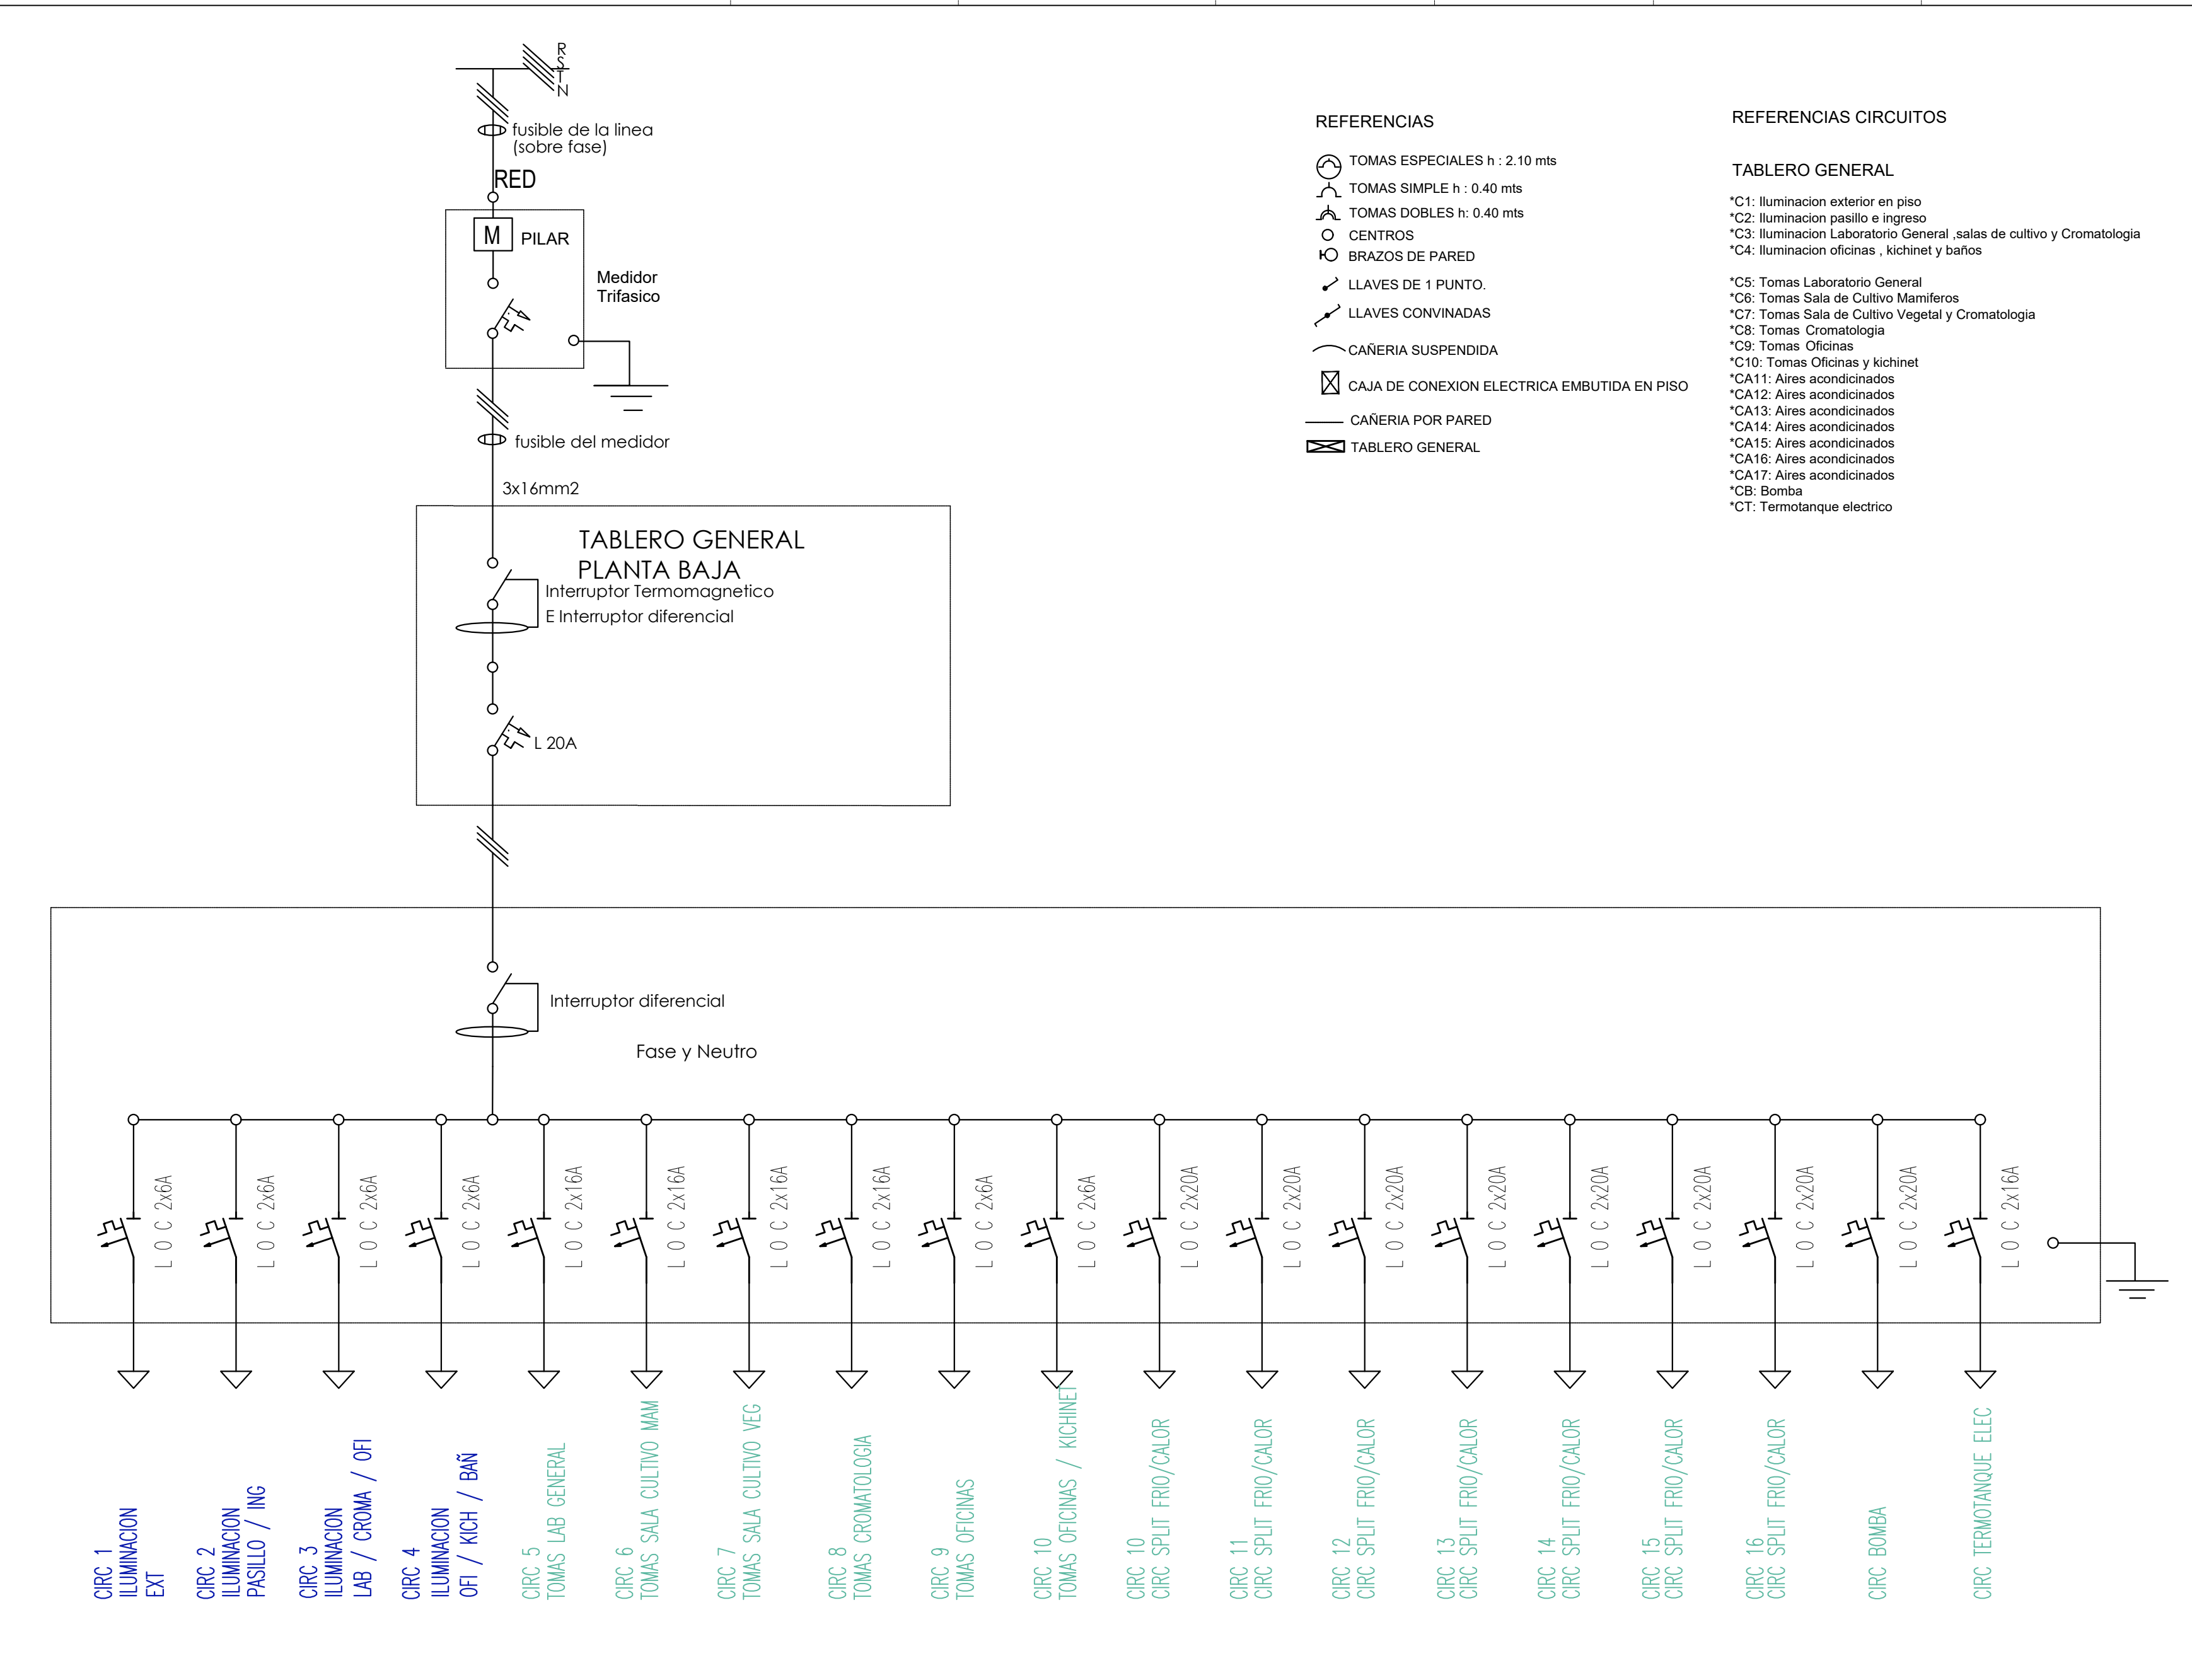 R
S
T
N
fusible de la linea
(sobre fase)
RED
M
PILAR
Medidor
Trifasico
fusible del medidor
3x16mm2
TABLERO GENERAL
PLANTA BAJA
Interruptor Termomagnetico
E Interruptor diferencial
L 20A
Interruptor diferencial
Fase y Neutro
REFERENCIAS
TOMAS ESPECIALES h : 2.10 mts
TOMAS SIMPLE h : 0.40 mts
TOMAS DOBLES h: 0.40 mts
CENTROS
BRAZOS DE PARED
LLAVES DE 1 PUNTO.
LLAVES CONVINADAS
CAÑERIA SUSPENDIDA
CAJA DE CONEXION ELECTRICA EMBUTIDA EN PISO
CAÑERIA POR PARED
TABLERO GENERAL
REFERENCIAS CIRCUITOS
TABLERO GENERAL
*C1: Iluminacion exterior en piso
*C2: Iluminacion pasillo e ingreso
*C3: Iluminacion Laboratorio General ,salas de cultivo y Cromatologia
*C4: Iluminacion oficinas , kichinet y baños
*C5: Tomas Laboratorio General
*C6: Tomas Sala de Cultivo Mamiferos
*C7: Tomas Sala de Cultivo Vegetal y Cromatologia
*C8: Tomas Cromatologia
*C9: Tomas Oficinas
*C10: Tomas Oficinas y kichinet
*CA11: Aires acondicinados
*CA12: Aires acondicinados
*CA13: Aires acondicinados
*CA14: Aires acondicinados
*CA15: Aires acondicinados
*CA16: Aires acondicinados
*CA17: Aires acondicinados
*CB: Bomba
*CT: Termotanque electrico
L O C 2x6A
L O C 2x6A
L O C 2x6A
L O C 2x6A
L O C 2x16A
L O C 2x16A
L O C 2x16A
L O C 2x16A
L O C 2x6A
L O C 2x6A
L O C 2x20A
L O C 2x20A
L O C 2x20A
L O C 2x20A
L O C 2x20A
L O C 2x20A
L O C 2x20A
L O C 2x20A
L O C 2x16A
CIRC 1
ILUMINACION
EXT
CIRC 2
ILUMINACION
PASILLO / ING
CIRC 3
ILUMINACION
LAB / CROMA / OFI
CIRC 4
ILUMINACION
OFI / KICH / BAÑ
CIRC 5
TOMAS LAB GENERAL
CIRC 6
TOMAS SALA CULTIVO MAM
CIRC 7
TOMAS SALA CULTIVO VEG
CIRC 8
TOMAS CROMATOLOGIA
CIRC 9
TOMAS OFICINAS
CIRC 10
TOMAS OFICINAS / KICHINET
CIRC 10
CIRC SPLIT FRIO/CALOR
CIRC 11
CIRC SPLIT FRIO/CALOR
CIRC 12
CIRC SPLIT FRIO/CALOR
CIRC 13
CIRC SPLIT FRIO/CALOR
CIRC 14
CIRC SPLIT FRIO/CALOR
CIRC 15
CIRC SPLIT FRIO/CALOR
CIRC 16
CIRC SPLIT FRIO/CALOR
CIRC BOMBA
CIRC TERMOTANQUE ELEC